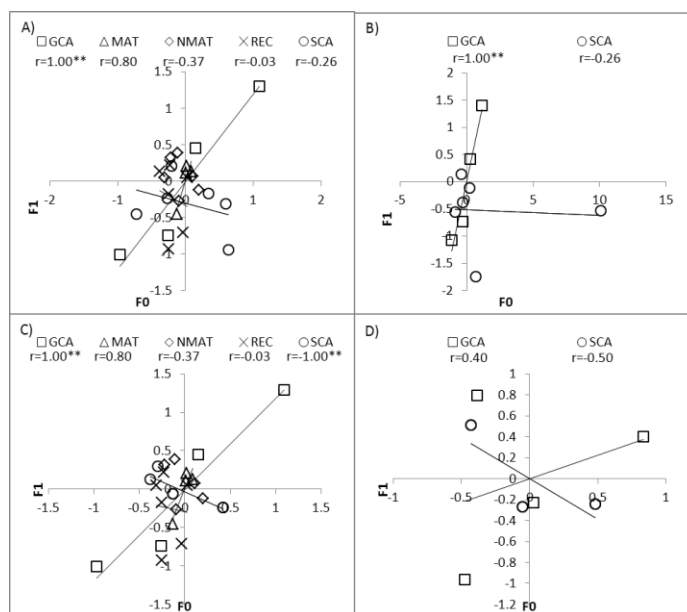 A)
□GCA △MAT ◇NMAT ×REC ○SCA
r=1.00** r=0.80 r=-0.37 r=-0.03 r=-0.26
1.5
1
0.5
0
-0.5
-1
-1.5
-2 -1 0 1 2
F1
F0
B)
□GCA ○SCA
r=1.00** r=-0.26
2
1.5
1
0.5
0
-0.5
-1
-1.5
-2
-5 0 5 10 15
F1
F0
C)
□GCA △MAT ◇NMAT ×REC ○SCA
r=1.00** r=0.80 r=-0.37 r=-0.03 r=-1.00**
1.5
1
0.5
0
-0.5
-1
-1.5
-1.5 -1 -0.5 0 0.5 1 1.5
F1
F0
D)
□GCA ○SCA
r=0.40 r=-0.50
1
0.8
0.6
0.4
0.2
0
-0.2
-0.4
-0.6
-0.8
-1
-1.2
-1 -0.5 0 0.5 1
F1
F0